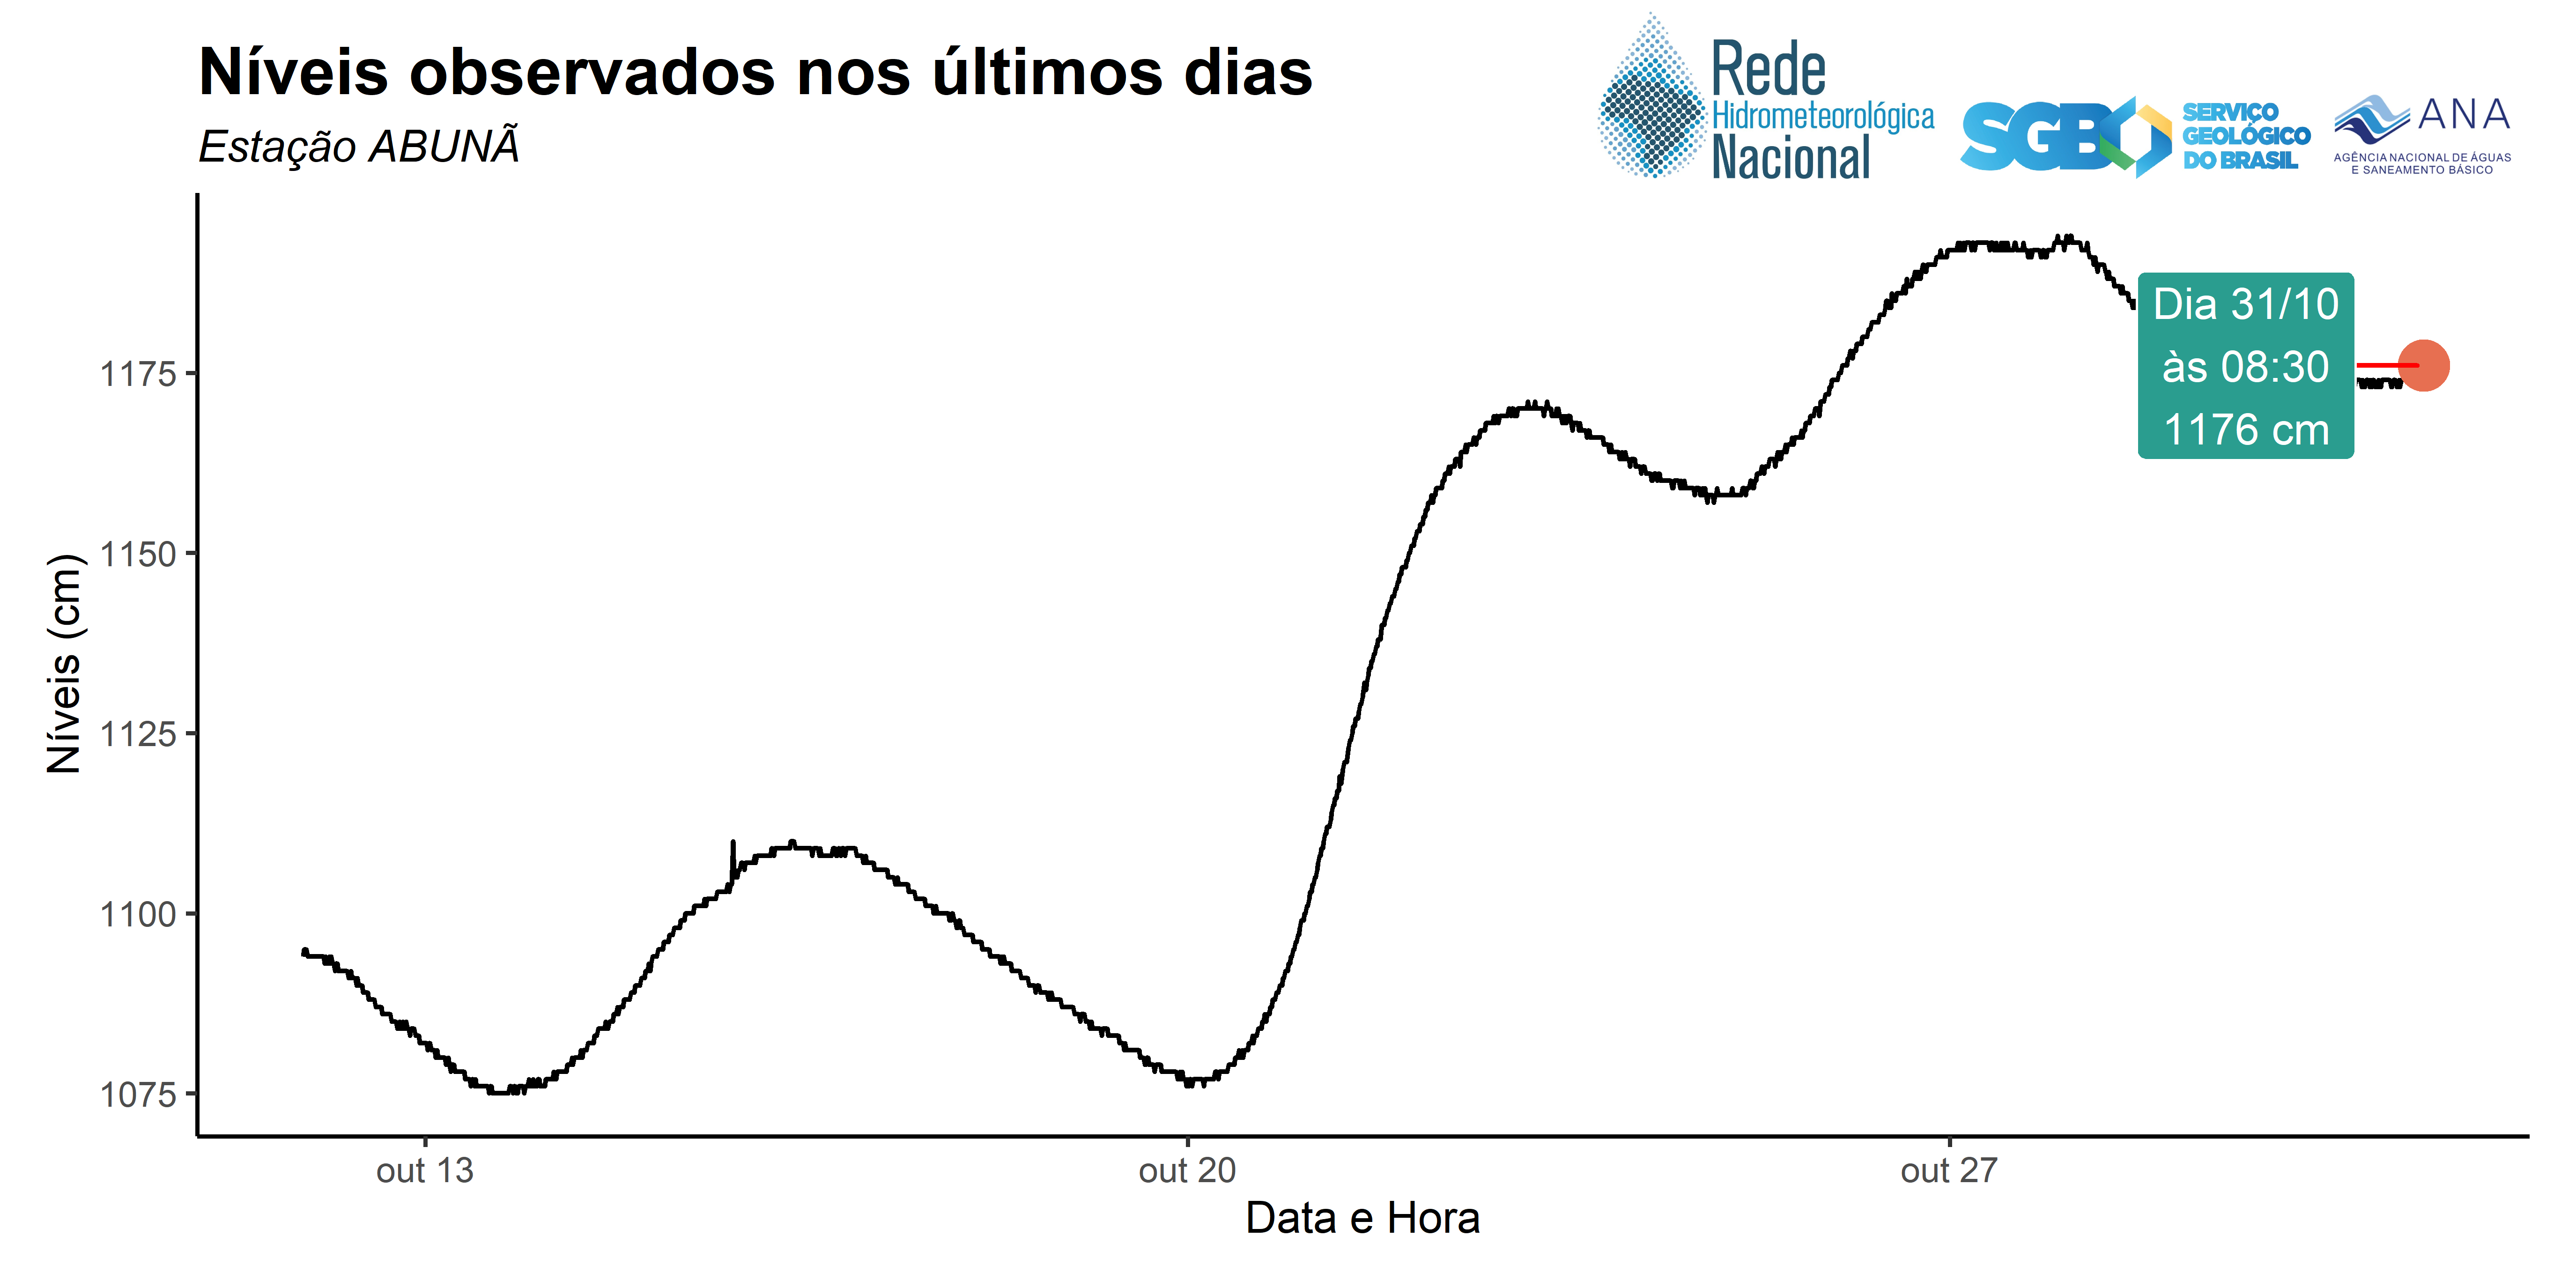 Níveis observados nos últimos dias
Estação ABUNÃ
Rede
Hidrometeorológica
Nacional
SGB
SERVIÇO
GEOLÓGICO
DO BRASIL
ANA
AGÊNCIA NACIONAL DE ÁGUAS
E SANEAMENTO BÁSICO
Níveis (cm)
1175
1150
1125
1100
1075
Dia 31/10
às 08:30
1176 cm
out 13
out 20
out 27
Data e Hora